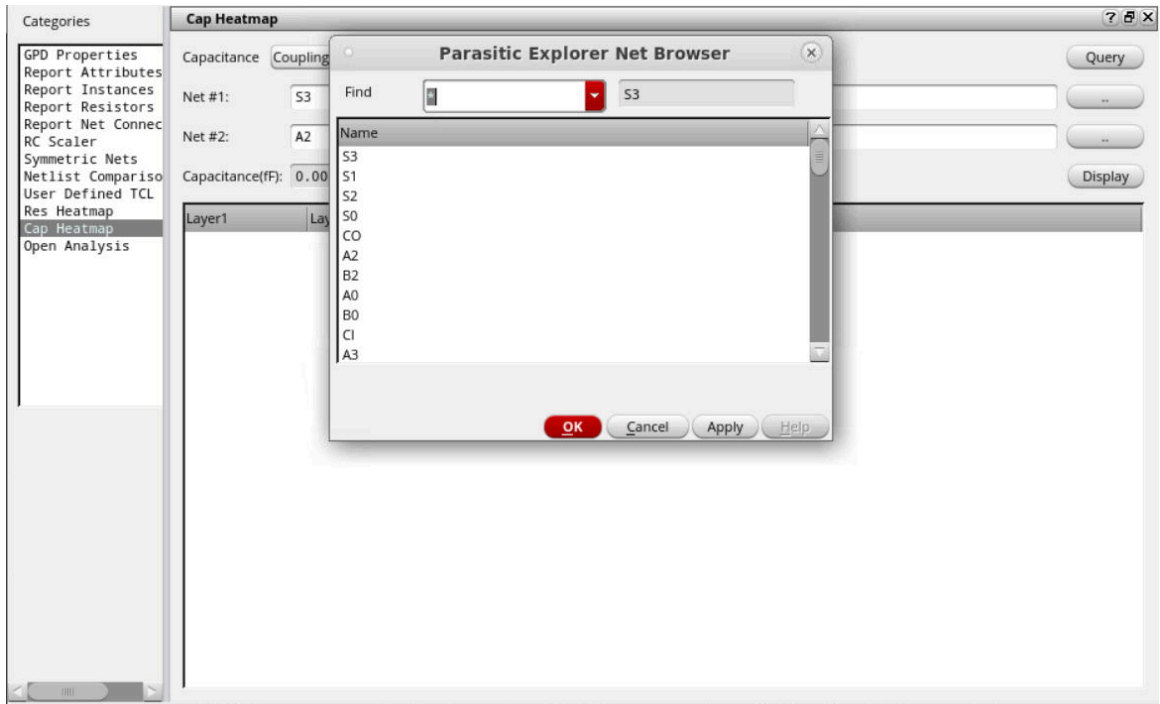 Categories
GPD Properties
Report Attributes
Report Instances
Report Resistors
Report Net Connec
RC Scaler
Symmetric Nets
Netlist Compariso
User Defined TCL
Res Heatmap
Cap Heatmap
Open Analysis
Cap Heatmap
? 
Capacitance Coupling
Query
Net #1: S3
..
Net #2: A2
..
Capacitance(fF): 0.00
Display
Layer1 Lay
Parasitic Explorer Net Browser
Find * S3
Name
S3
S1
S2
S0
CO
A2
B2
A0
B0
CI
A3
OK Cancel Apply Help